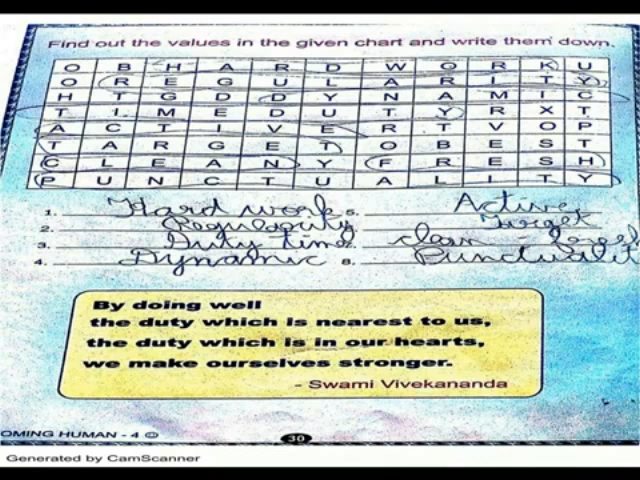 Find out the values in the given chart and write them down.
O B H A R D W O R K U
O R E G U L A R I T Y
H T G D D Y N A M I C
T I M E D U T Y R X T
A C T I V E R T V O P
T A R G E T O B E S T
C L E A N Y F R E S H
P U N C T U A L I T Y
1. Hard work 5. Active
2. Regularity Target
3. Duty time
4. Dynamic 8. Punctualit
By doing well
the duty which is nearest to us,
the duty which is in our hearts,
we make ourselves stronger.
- Swami Vivekananda
OMING HUMAN - 4 ☺
30
Generated by CamScanner